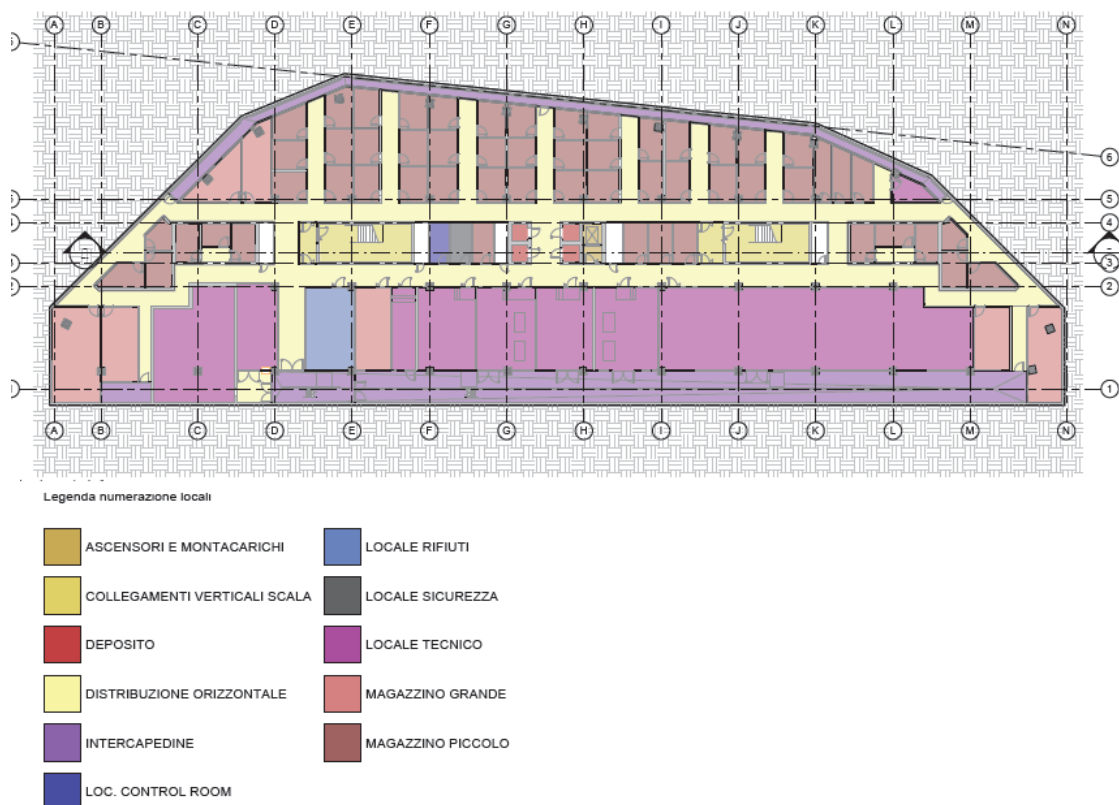 A B C D E F G H I J K L M N
6
5
4
3
2
1
A B C D E F G H I J K L M N
Legenda numerazione locali
ASCENSORI E MONTACARICHI
LOCALE RIFIUTI
COLLEGAMENTI VERTICALI SCALA
LOCALE SICUREZZA
DEPOSITO
LOCALE TECNICO
DISTRIBUZIONE ORIZZONTALE
MAGAZZINO GRANDE
INTERCAPEDINE
MAGAZZINO PICCOLO
LOC. CONTROL ROOM